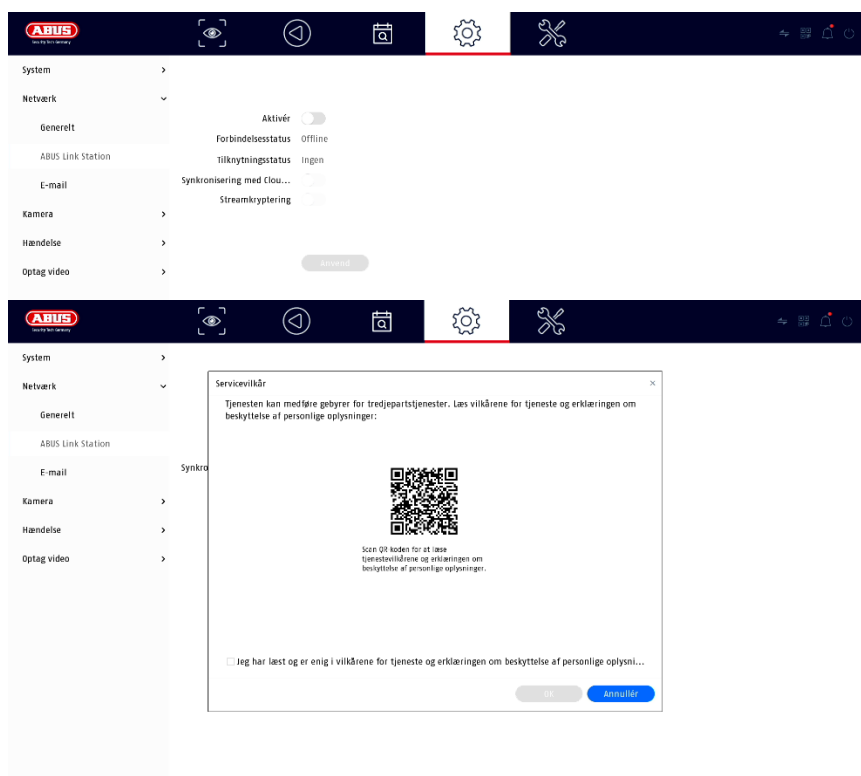 ABUS
Security Tech Germany
System
Netværk
Generelt
ABUS Link Station
E-mail
Kamera
Hændelse
Optag video
Aktivér
Forbindelsesstatus Offline
Tilknytningsstatus Ingen
Synkronisering med Clou...
Streamkryptering
Anvend
ABUS
Security Tech Germany
System
Netværk
Generelt
ABUS Link Station
E-mail
Kamera
Hændelse
Optag video
Synkro
Servicevilkår
Tjenesten kan medføre gebyrer for tredjepartstjenester. Læs vilkårene for tjeneste og erklæringen om
beskyttelse af personlige oplysninger:
Scan QR-koden for at læse
tjenestevilkårene og erklæringen om
beskyttelse af personlige oplysninger.
Jeg har læst og er enig i vilkårene for tjeneste og erklæringen om beskyttelse af personlige oplysni...
OK
Annullér